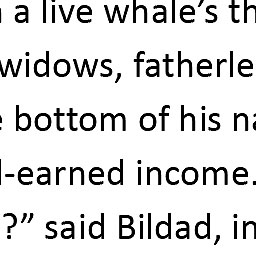 a live whale’s th
widows, fatherle
bottom of his na
-earned income.
?” said Bildad, in